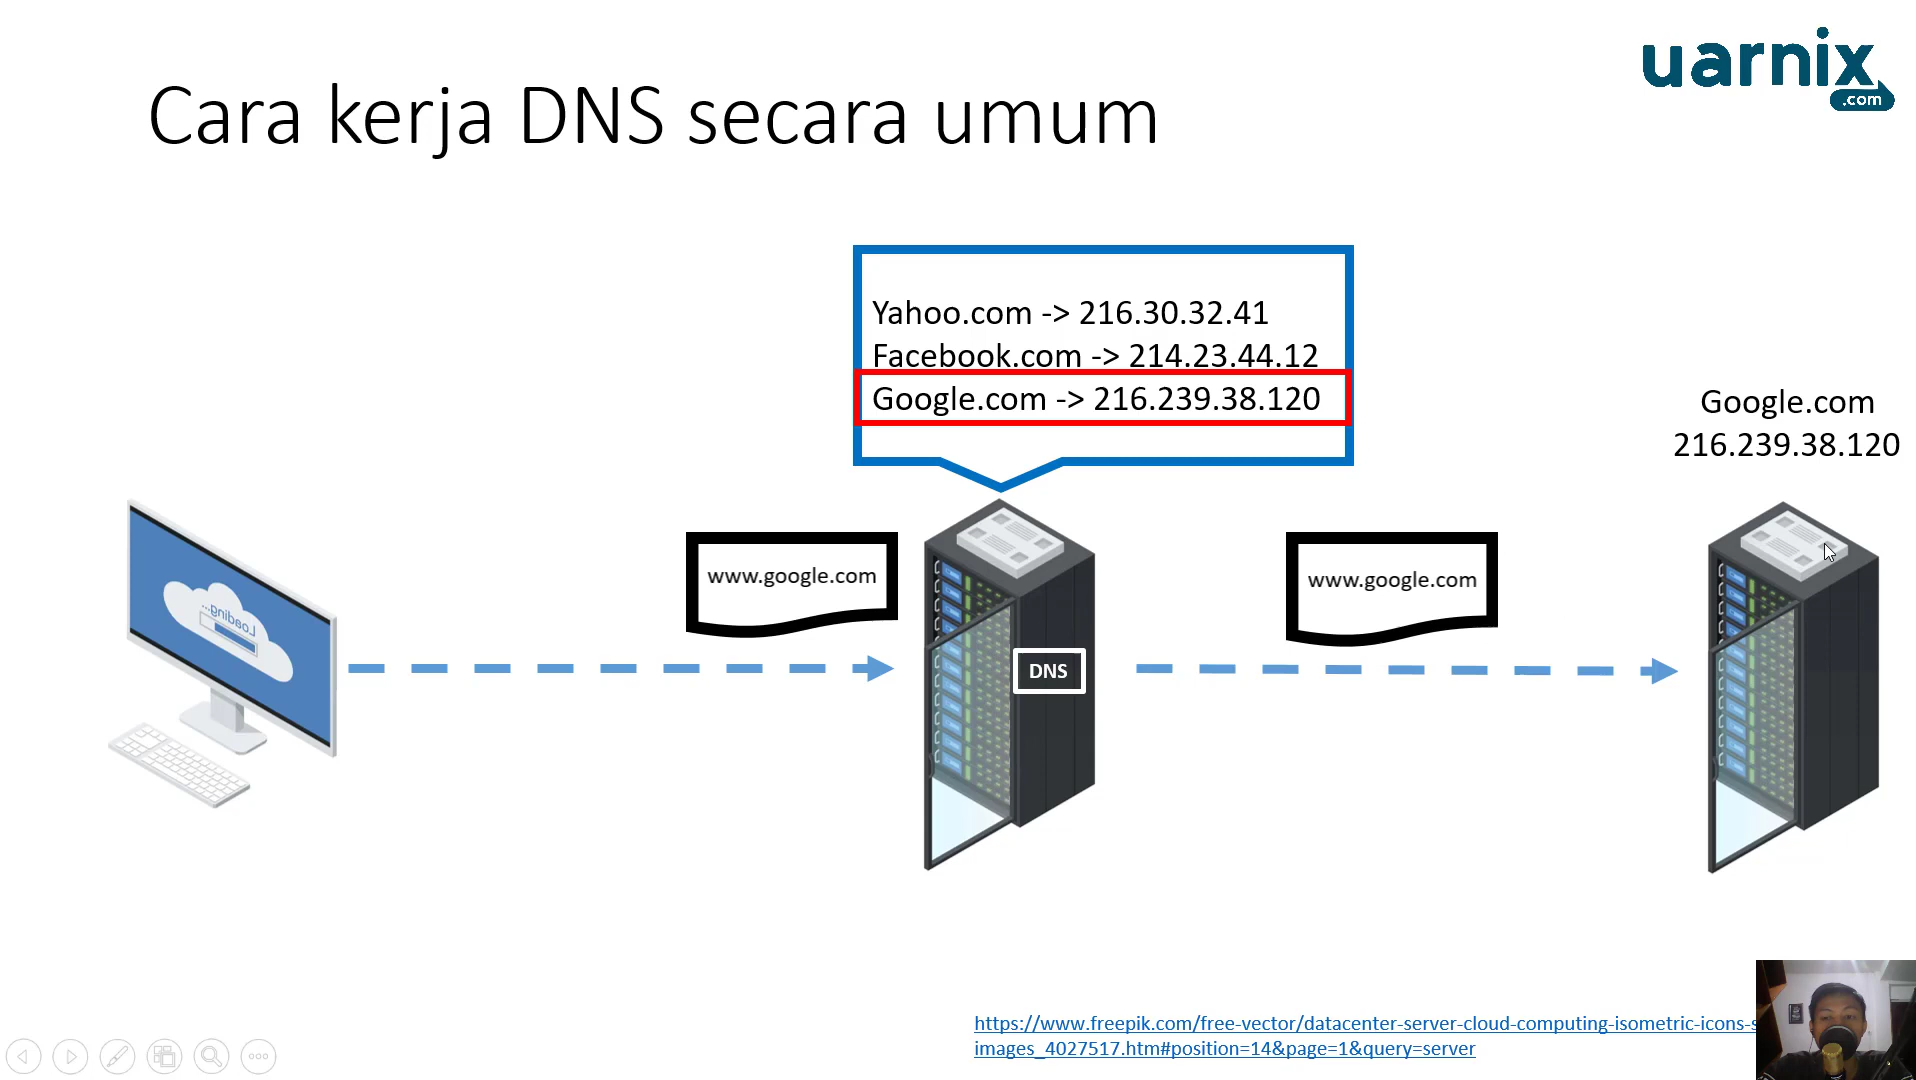 uarnix
.com
Cara kerja DNS secara umum
Yahoo.com -> 216.30.32.41
Facebook.com -> 214.23.44.12
Google.com -> 216.239.38.120
Google.com
216.239.38.120
www.google.com
www.google.com
Loading...
DNS
https://www.freepik.com/free-vector/datacenter-server-cloud-computing-isometric-icons-s
images_4027517.htm#position=14&page=1&query=server